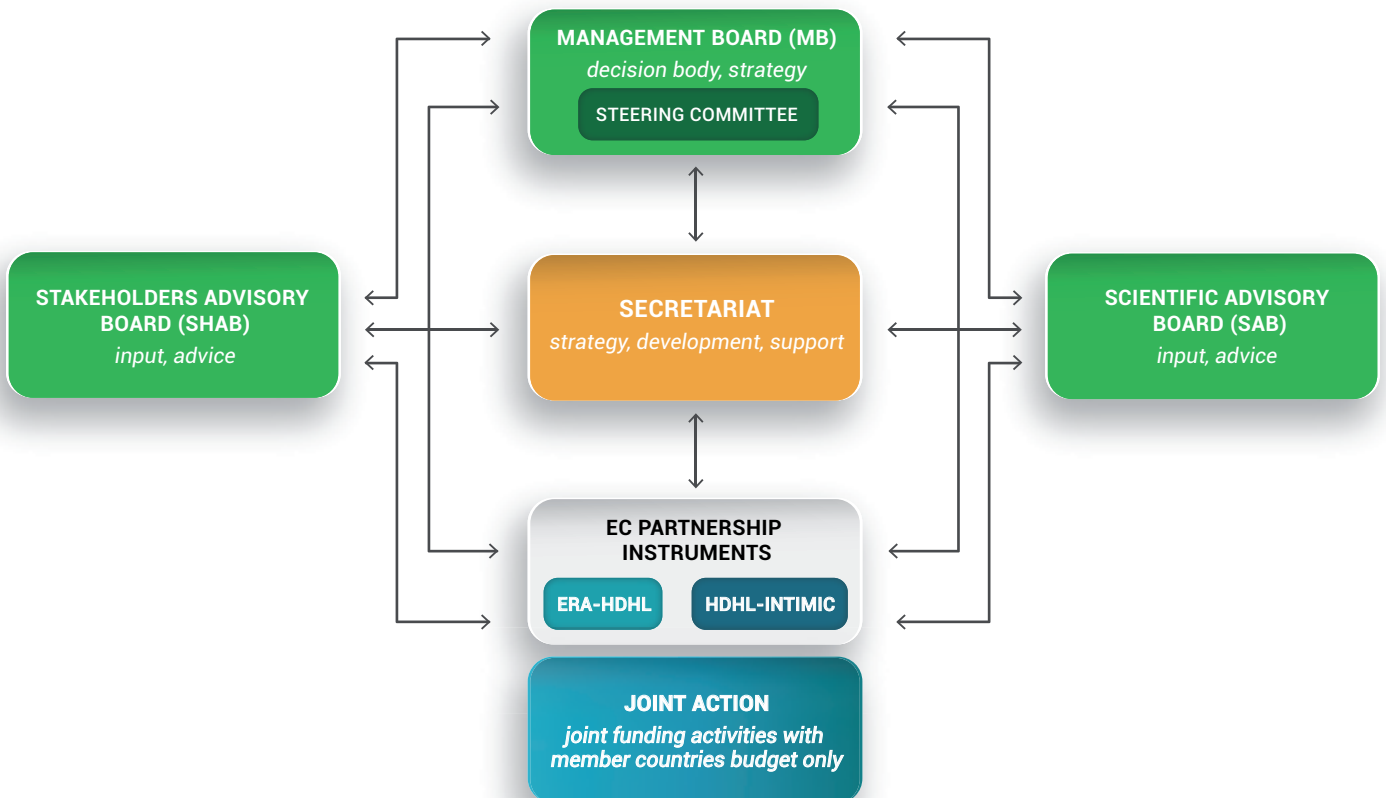 MANAGEMENT BOARD (MB)
decision body, strategy
STEERING COMMITTEE
STAKEHOLDERS ADVISORY
BOARD (SHAB)
input, advice
SECRETARIAT
strategy, development, support
SCIENTIFIC ADVISORY
BOARD (SAB)
input, advice
EC PARTNERSHIP
INSTRUMENTS
ERA-HDHL
HDHL-INTIMIC
JOINT ACTION
joint funding activities with
member countries budget only